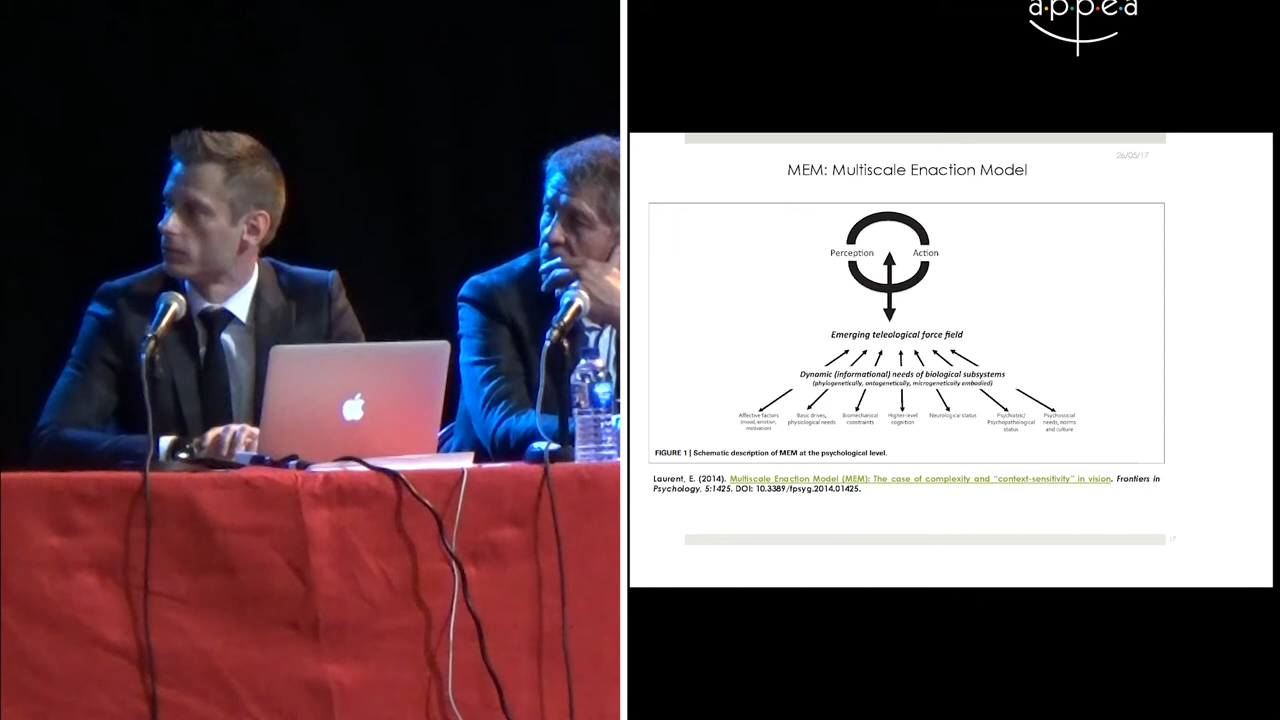 a.p.p.e.a
26/05/17
MEM: Multiscale Enaction Model
Perception
Action
Emerging teleological force field
Dynamic (informational) needs of biological subsystems
(phylogenetically, ontogenetically, microgenetically embodied)
Affective factors
(mood, emotion,
motivation)
Basic drives,
physiological needs
Biomechanical
constraints
Higher-level
cognition
Neurological status
Psychiatric/
Psychopathological
status
Psychosocial
needs, norms
and culture
FIGURE 1 | Schematic description of MEM at the psychological level.
Laurent, E. (2014). Multiscale Enaction Model (MEM): The case of complexity and "context-sensitivity" in vision. Frontiers in
Psychology, 5:1425. DOI: 10.3389/fpsyg.2014.01425.
17